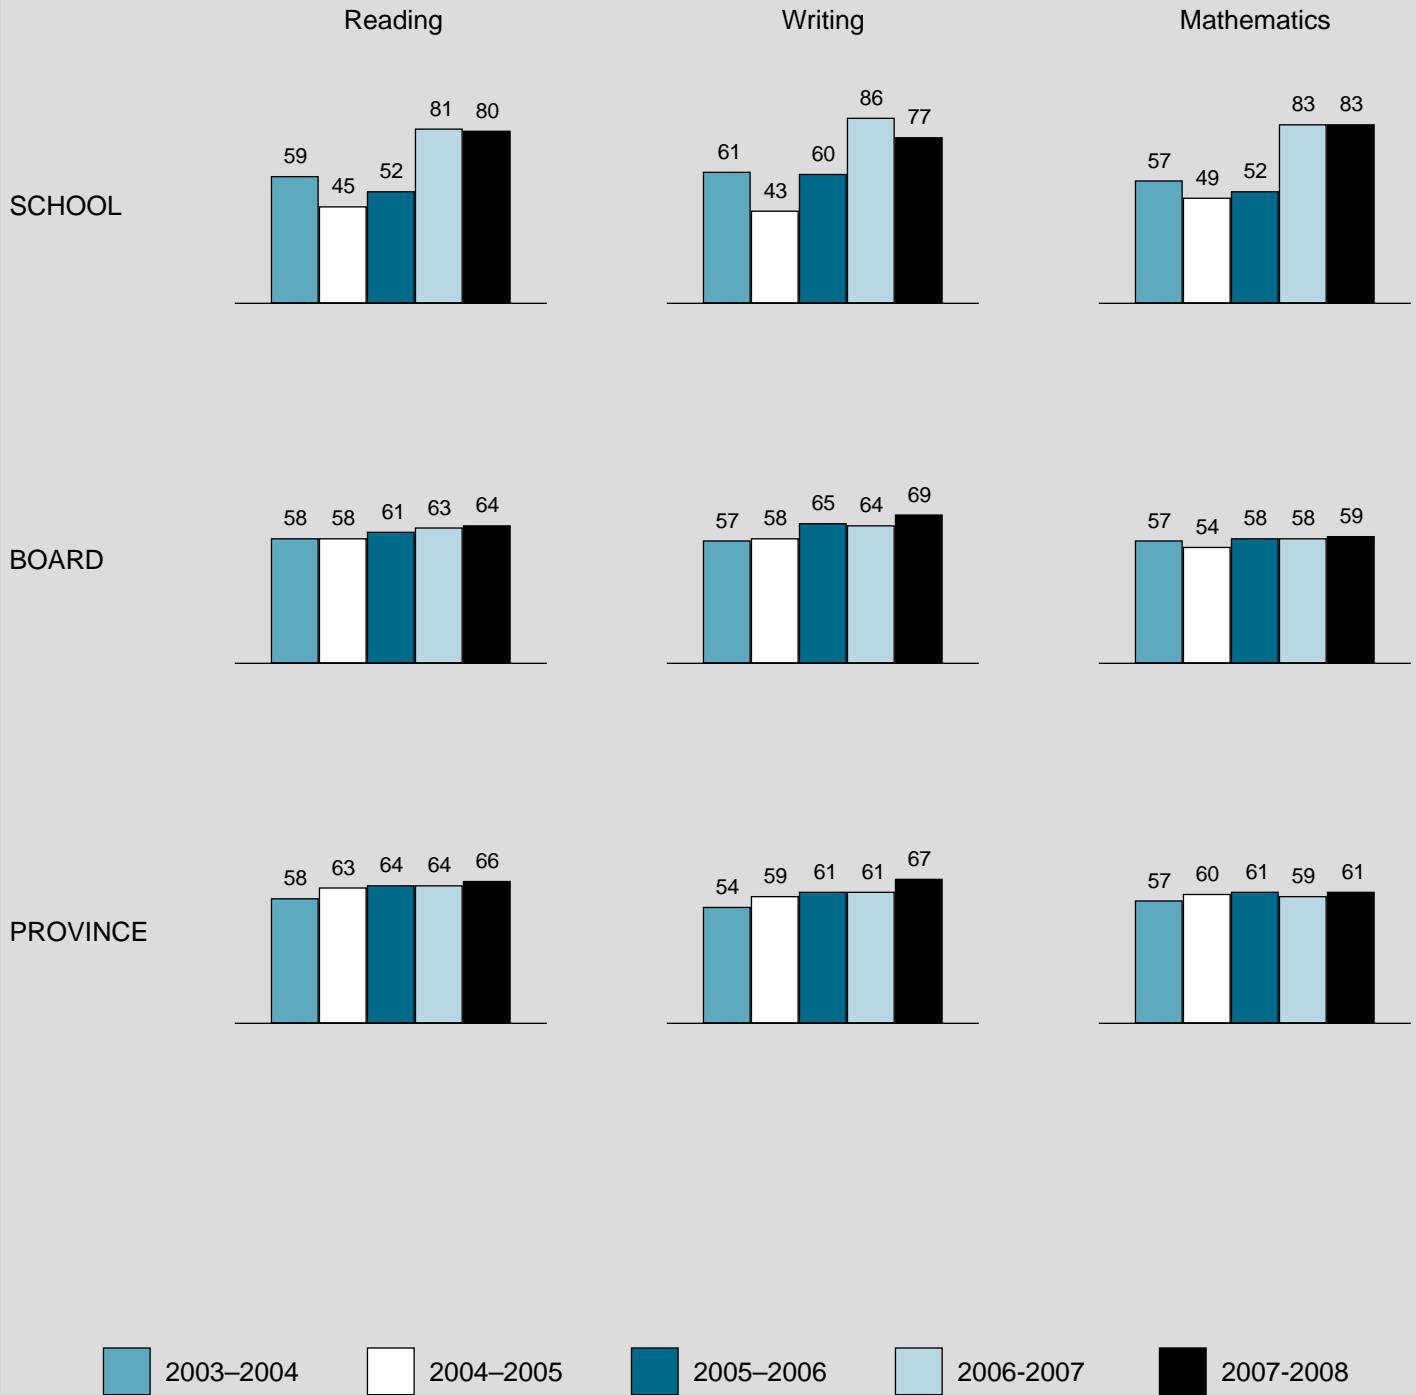 Reading Writing Mathematics
SCHOOL
59 45 52 81 80
61 43 60 86 77
57 49 52 83 83
BOARD
58 58 61 63 64
57 58 65 64 69
57 54 58 58 59
PROVINCE
58 63 64 64 66
54 59 61 61 67
57 60 61 59 61
2003–2004 2004–2005 2005–2006 2006-2007 2007-2008